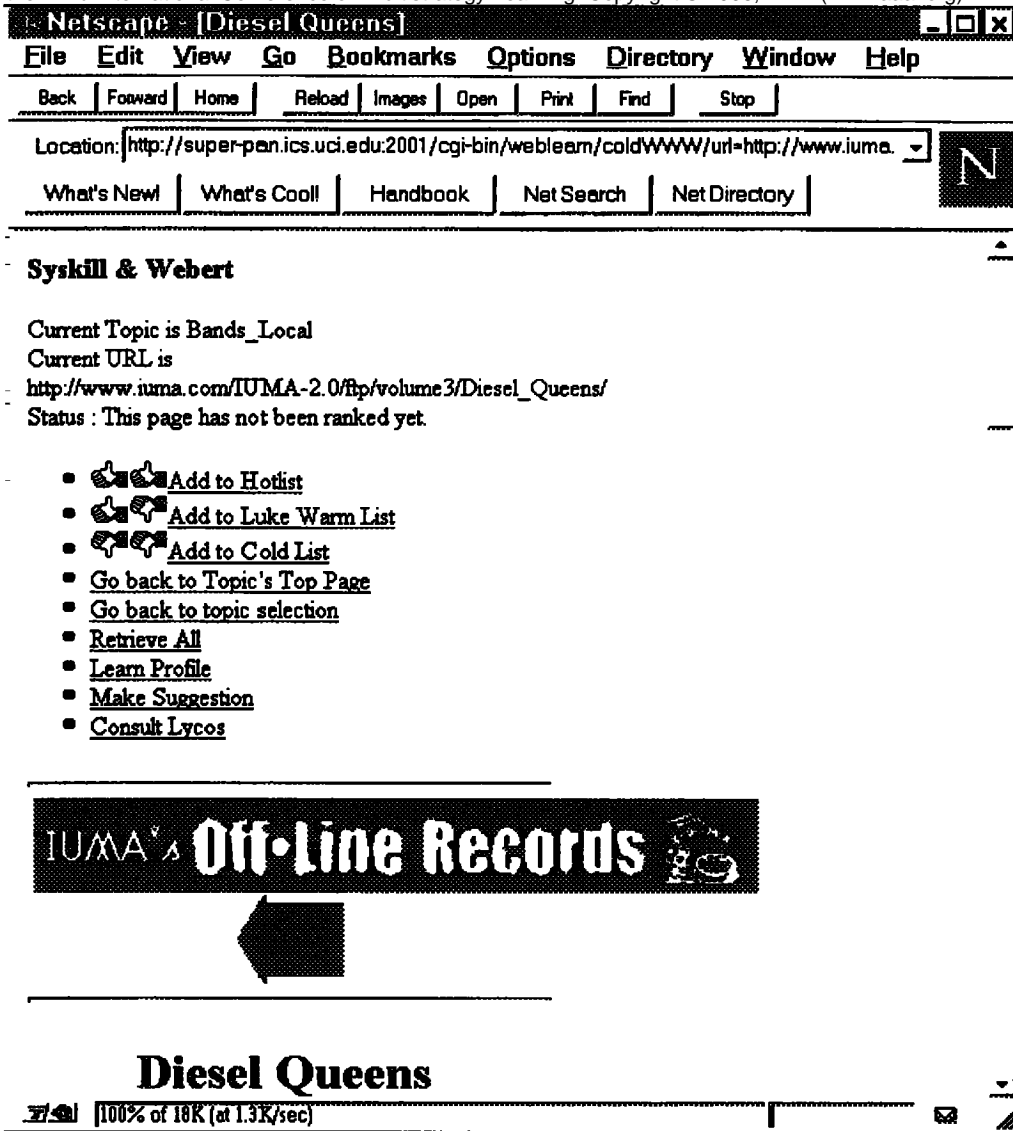 Netscape - [Diesel Queens]
File Edit View Go Bookmarks Options Directory Window Help
Back Forward Home Reload Images Open Print Find Stop
Location: http://super-pan.ics.uci.edu:2001/cgi-bin/weblearn/coldWWW/url=http://www.iuma.
N
What's New! What's Cool! Handbook Net Search Net Directory
Syskill & Webert
Current Topic is Bands_Local
Current URL is
http://www.iuma.com/IUMA-2.0/ftp/volume3/Diesel_Queens/
Status : This page has not been ranked yet.
Add to Hotlist
Add to Luke Warm List
Add to Cold List
Go back to Topic's Top Page
Go back to topic selection
Retrieve All
Learn Profile
Make Suggestion
Consult Lycos
IUMA's Off•Line Records
Diesel Queens
100% of 18K (at 1.3K/sec)